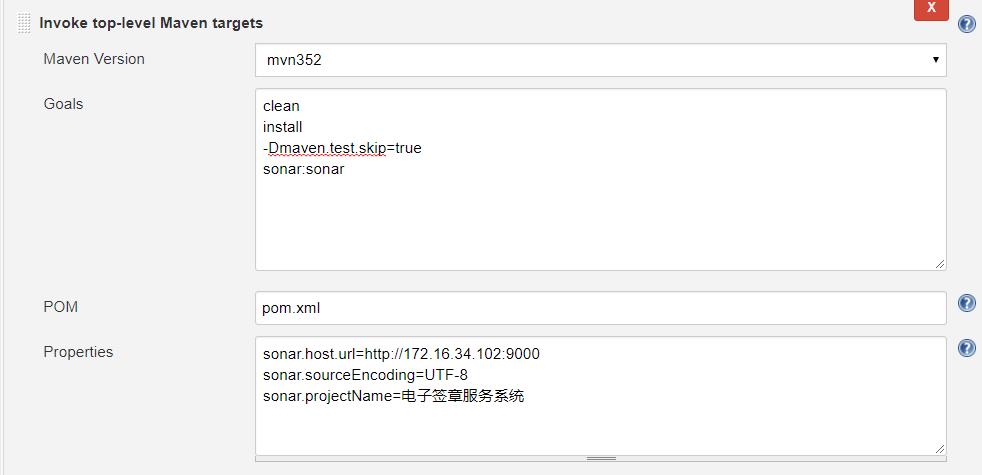 X
Invoke top-level Maven targets
Maven Version
mvn352
Goals
clean
install
-Dmaven.test.skip=true
sonar:sonar
POM
pom.xml
Properties
sonar.host.url=http://172.16.34.102:9000
sonar.sourceEncoding=UTF-8
sonar.projectName=电子签章服务系统